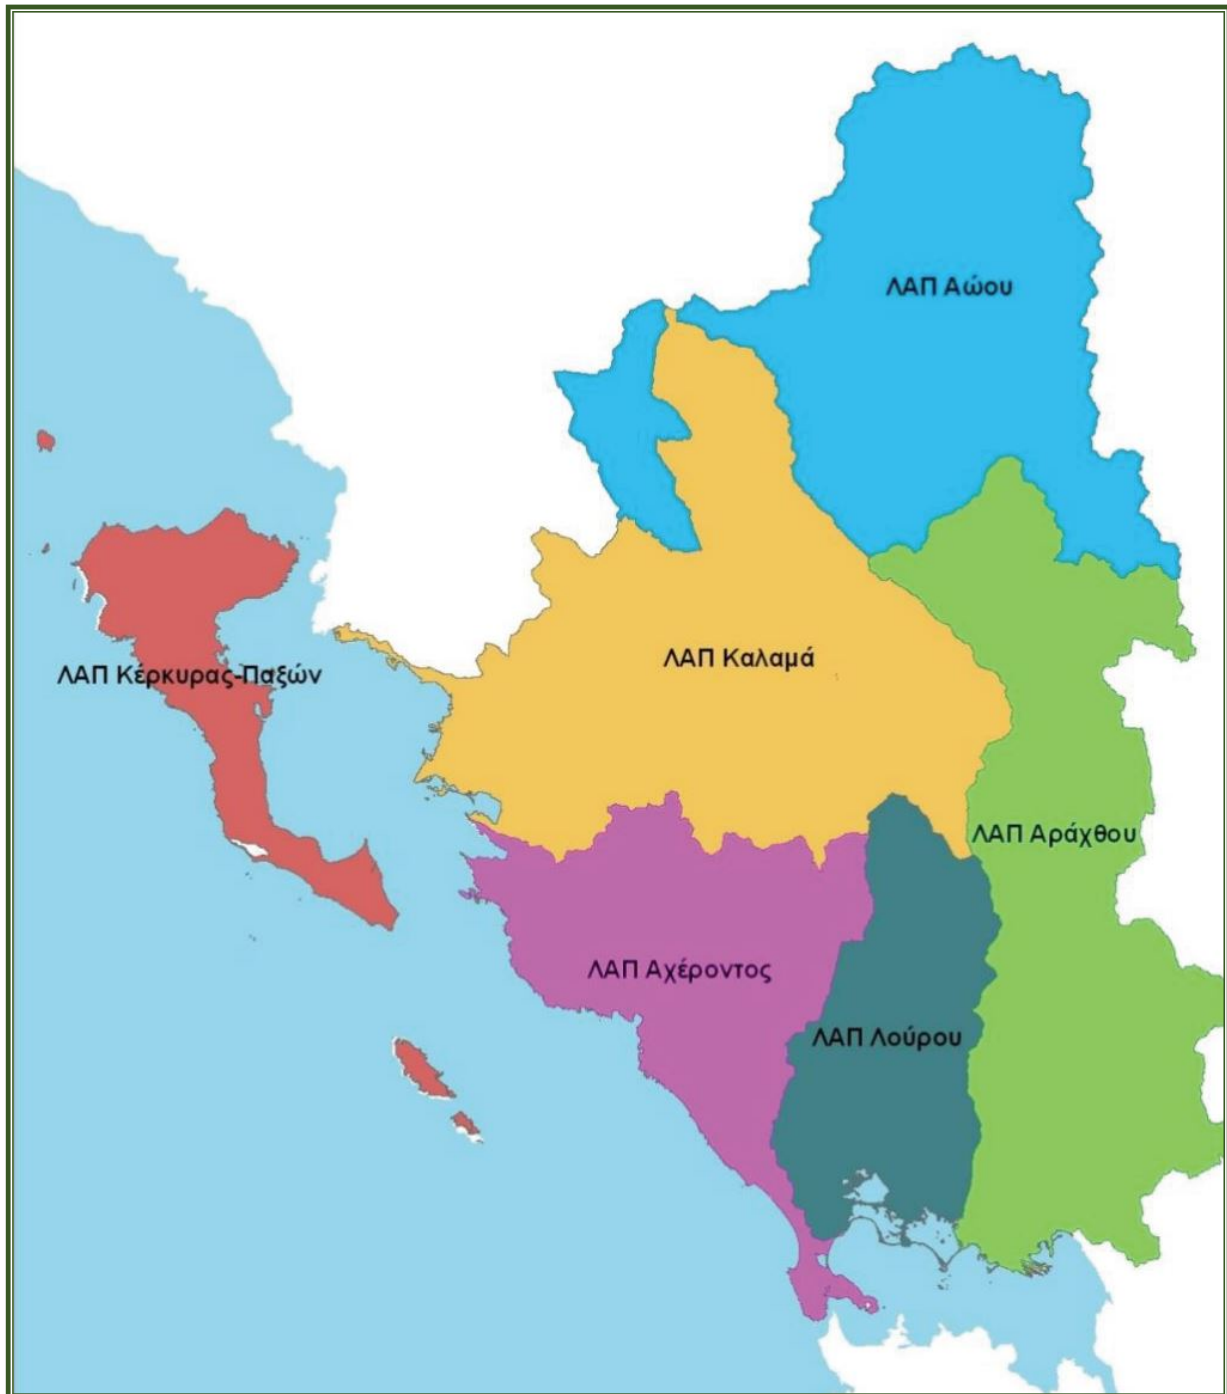 ΛΑΠ Αώου
ΛΑΠ Καλαμά
ΛΑΠ Κέρκυρας-Παξών
ΛΑΠ Αράχθου
ΛΑΠ Αχέροντος
ΛΑΠ Λούρου